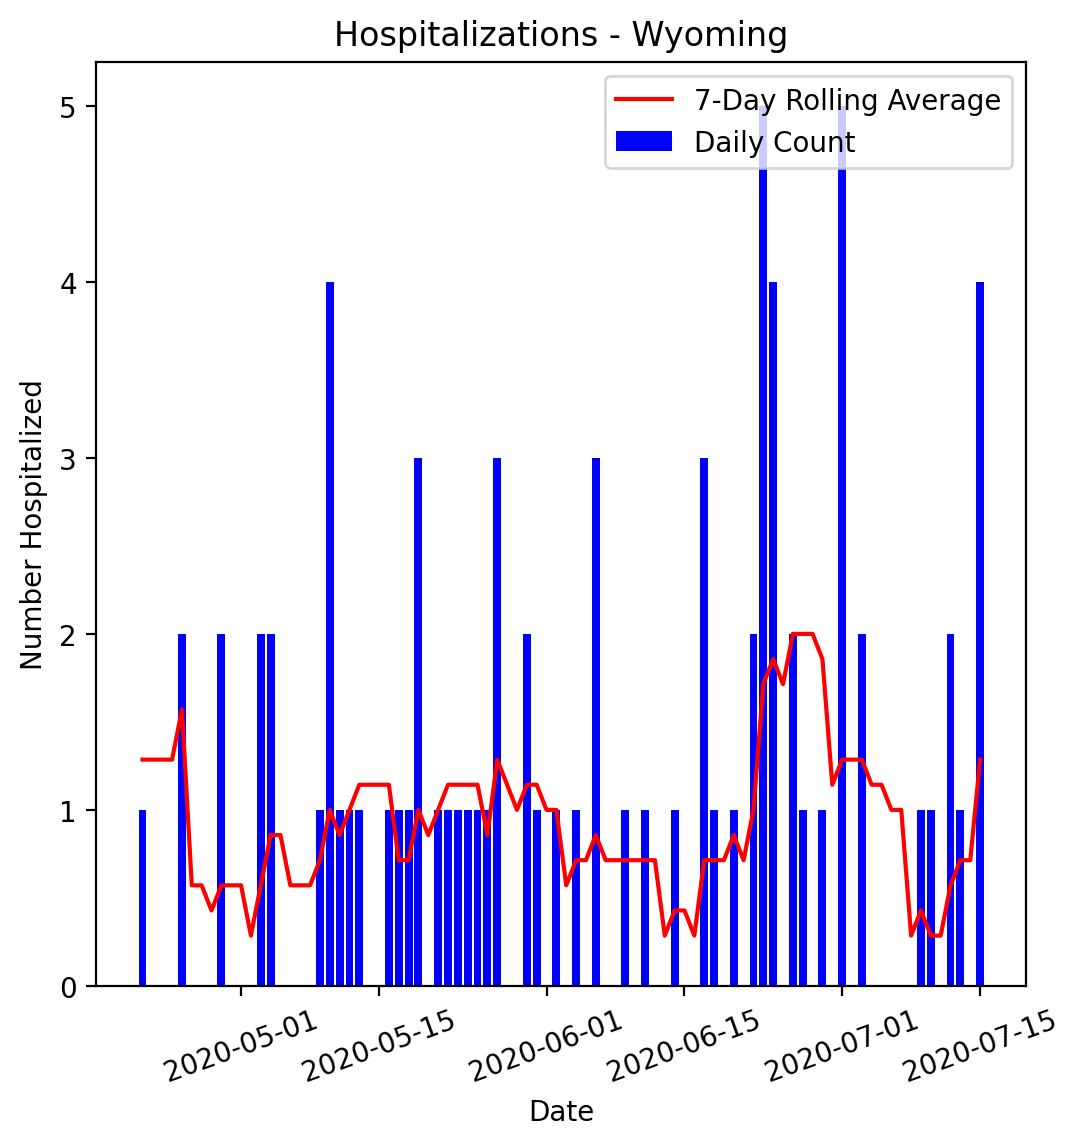 Hospitalizations - Wyoming
7-Day Rolling Average
Daily Count
Number Hospitalized
5
4
3
2
1
0
2020-05-01
2020-05-15
2020-06-01
2020-06-15
2020-07-01
2020-07-15
Date